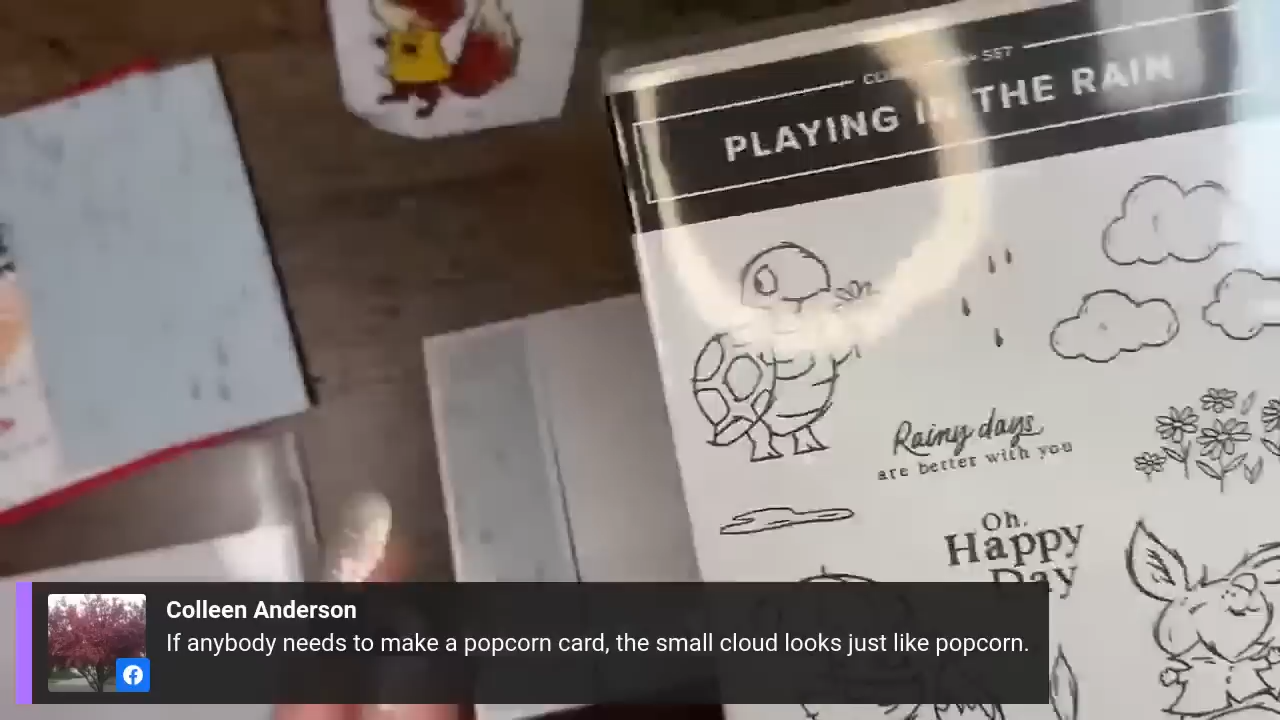 SET
PLAYING IN THE RAIN
Rainy days
are better with you
Oh,
Happy
Day
Colleen Anderson
If anybody needs to make a popcorn card, the small cloud looks just like popcorn.